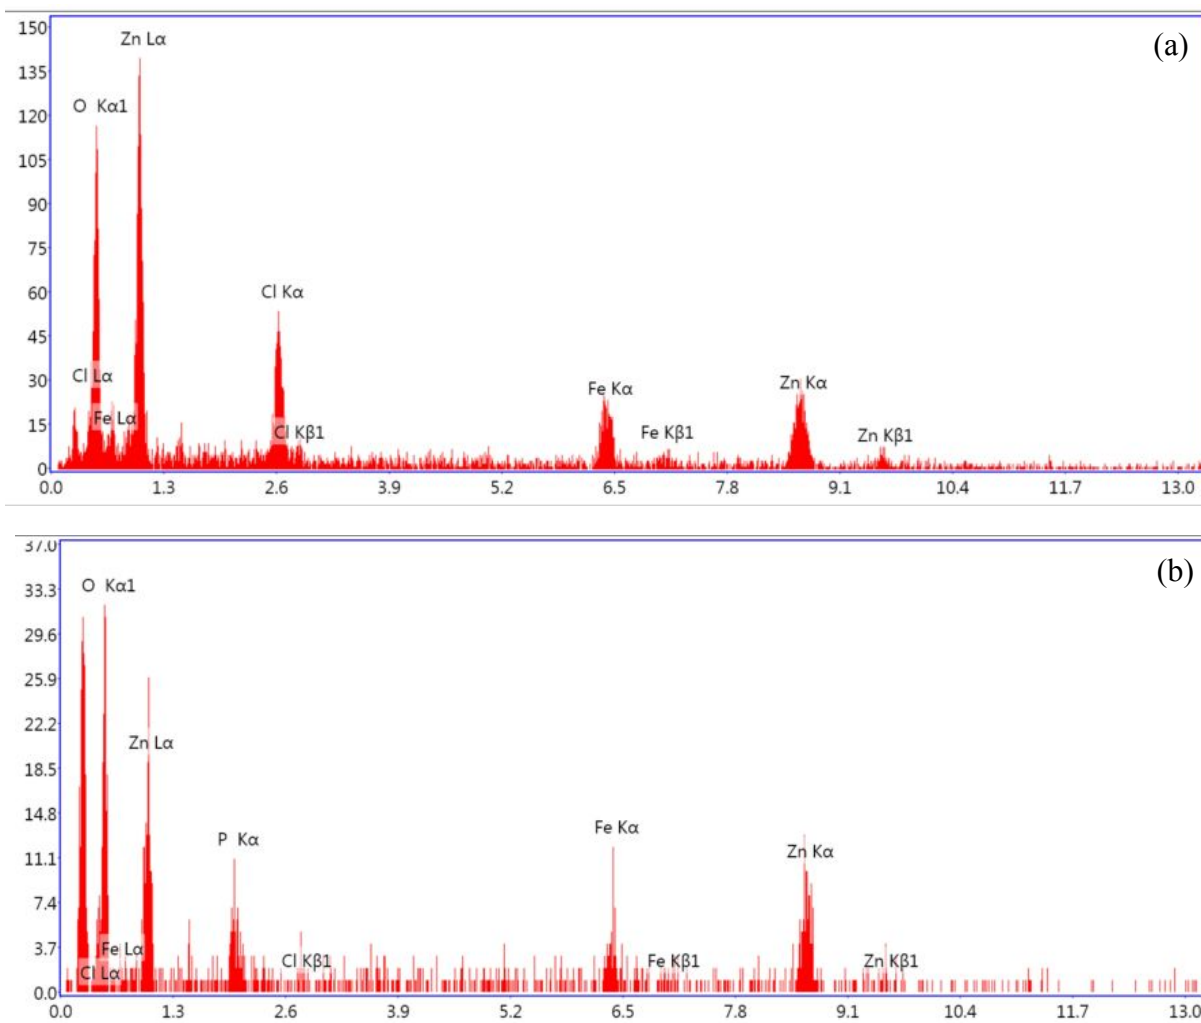 (a)
150
Zn Lα
135
O Kα1
120
105
90
75
60
Cl Kα
45
30
Cl Lα
Fe Kα
Zn Kα
15
Fe Lα
Cl Kβ1
Fe Kβ1
Zn Kβ1
0
0.0 1.3 2.6 3.9 5.2 6.5 7.8 9.1 10.4 11.7 13.0
(b)
37.0
O Kα1
33.3
29.6
25.9
22.2
Zn Lα
18.5
14.8
P Kα
Fe Kα
Zn Kα
11.1
7.4
3.7
Fe Lα
Cl Lα
Cl Kβ1
Fe Kβ1
Zn Kβ1
0.0
0.0 1.3 2.6 3.9 5.2 6.5 7.8 9.1 10.4 11.7 13.0